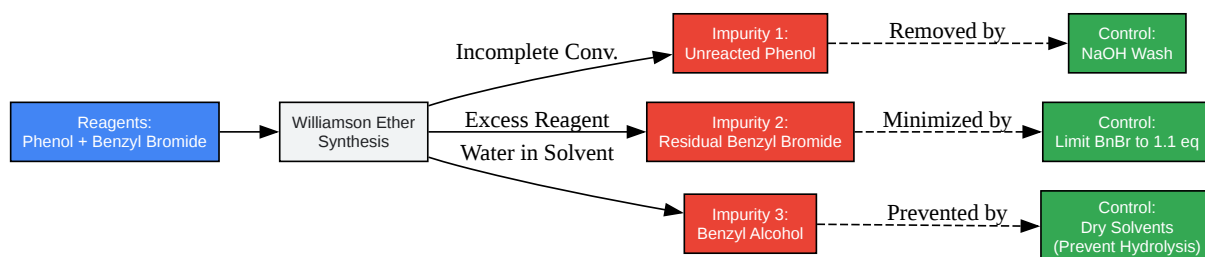 Reagents:
Phenol + Benzyl Bromide
Williamson Ether
Synthesis
Incomplete Conv.
Impurity 1:
Unreacted Phenol
Removed by
Control:
NaOH Wash
Excess Reagent
Impurity 2:
Residual Benzyl Bromide
Minimized by
Control:
Limit BnBr to 1.1 eq
Water in Solvent
Impurity 3:
Benzyl Alcohol
Prevented by
Control:
Dry Solvents
(Prevent Hydrolysis)